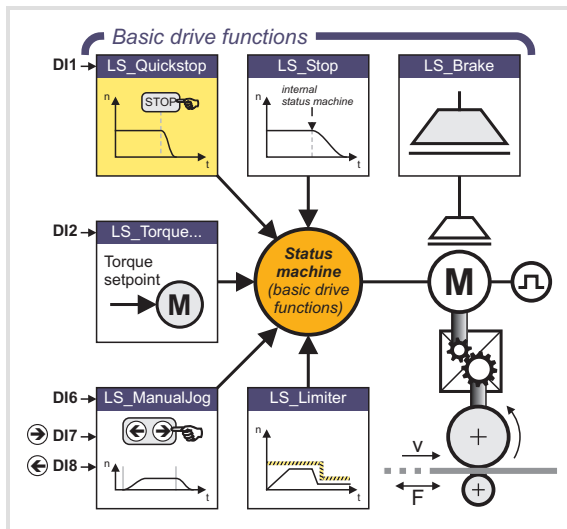 Basic drive functions
DI1
LS_Quickstop
LS_Stop
LS_Brake
n
STOP
t
n
internal
status machine
t
DI2
LS_Torque...
Torque
setpoint
M
Status
machine
(basic drive
functions)
M
DI6
LS_ManualJog
LS_Limiter
DI7
DI8
n
t
n
t
v
F